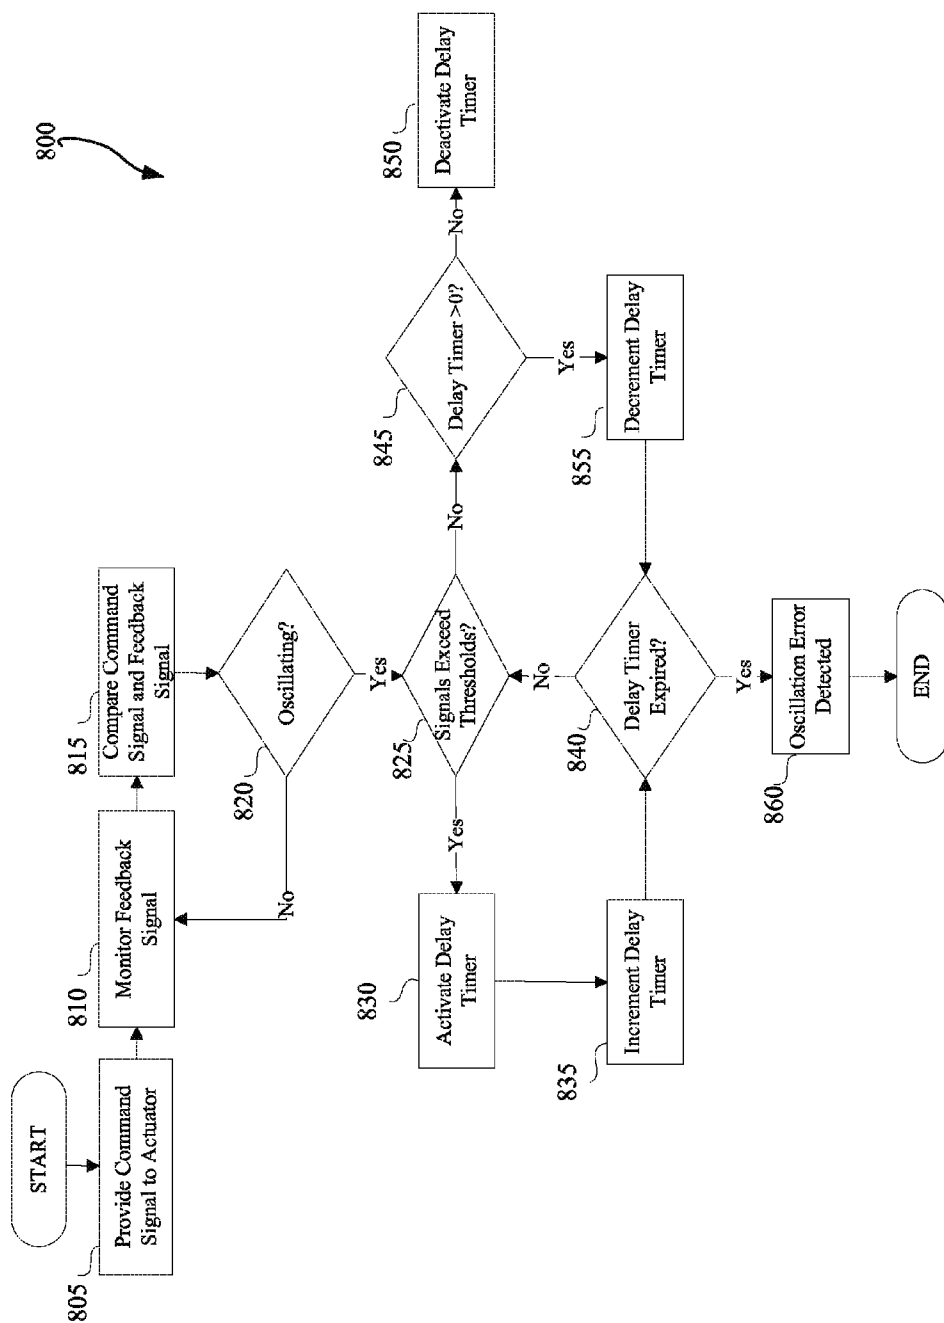 800
START
805
Provide Command
Signal to Actuator
810
Monitor Feedback
Signal
815
Compare Command
Signal and Feedback
Signal
820
Oscillating?
No
Yes
825
Signals Exceed
Thresholds?
Yes
No
830
Activate Delay
Timer
835
Increment Delay
Timer
840
Delay Timer
Expired?
No
Yes
845
Delay Timer >0?
No
Yes
850
Deactivate Delay
Timer
855
Decrement Delay
Timer
860
Oscillation Error
Detected
END